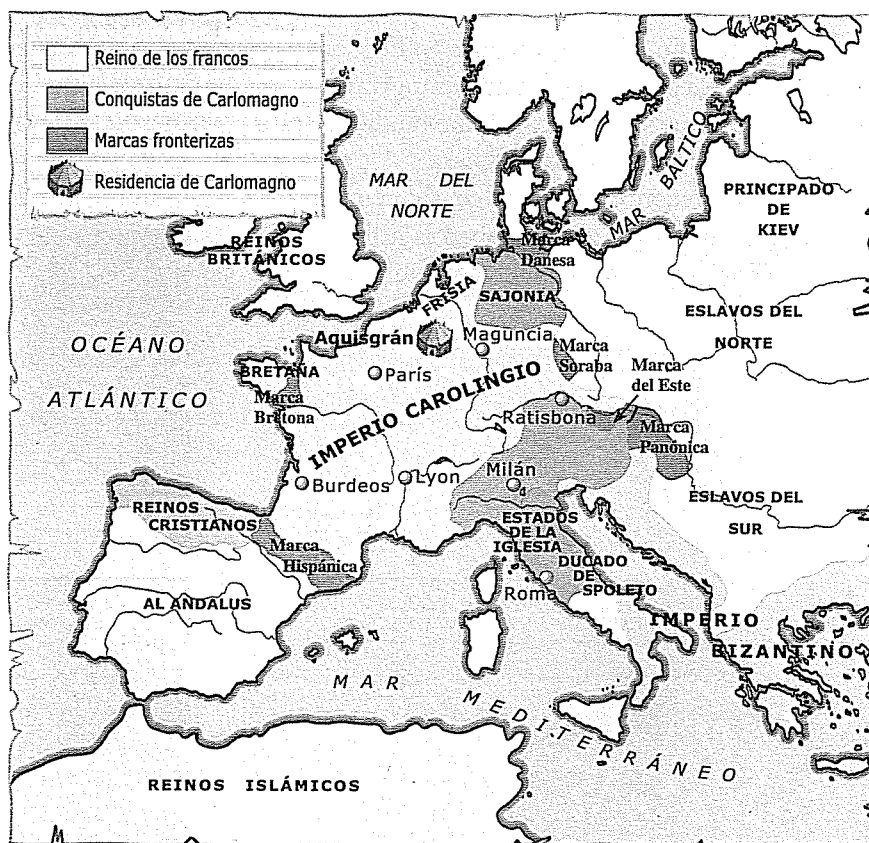 Reino de los francos
Conquistas de Carlomagno
Marcas fronterizas
Residencia de Carlomagno
MAR DEL
NORTE
MAR BÁLTICO
PRINCIPADO
DE
KIEV
REINOS
BRITÁNICOS
Marca
Danesa
FRISIA
SAJONIA
ESLAVOS DEL
NORTE
OCÉANO
ATLÁNTICO
Aquisgrán
Maguncia
Marca
Soraba
Marca
del Este
BRETAÑA
París
Marca
Bretona
IMPERIO CAROLINGIO
Ratisbona
Marca
Panónica
Burdeos
Lyon
Milán
d
ESLAVOS DEL
SUR
REINOS
CRISTIANOS
ESTADOS
DE LA
IGLESIA
Marca
Hispánica
DUCADO
DE
SPOLETO
Roma
AL ANDALUS
IMPERIO
BIZANTINO
MAR
MEDITERRÁNEO
REINOS ISLÁMICOS